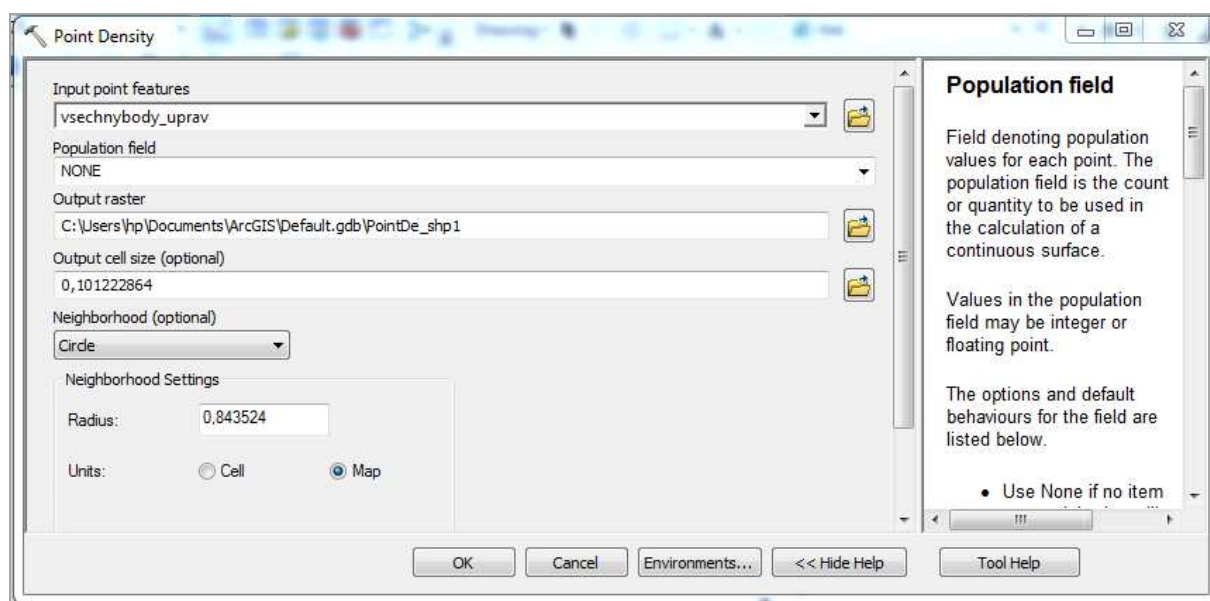 Point Density
Input point features
vsechnybody_uprav
Population field
NONE
Output raster
C:\Users\hp\Documents\ArcGIS\Default.gdb\PointDe_shp1
Output cell size (optional)
0,101222864
Neighborhood (optional)
Circle
Neighborhood Settings
Radius: 0,843524
Units: Cell Map
OK Cancel Environments... << Hide Help Tool Help
Population field
Field denoting population
values for each point. The
population field is the count
or quantity to be used in
the calculation of a
continuous surface.
Values in the population
field may be integer or
floating point.
The options and default
behaviours for the field are
listed below.
• Use None if no item